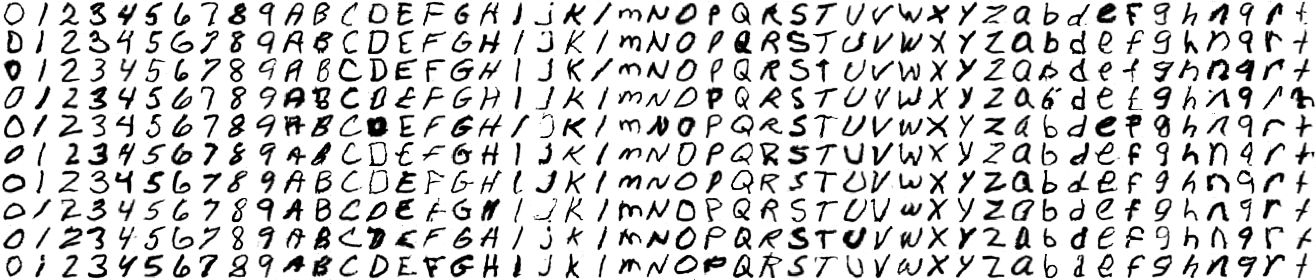 0 1 2 3 4 5 6 7 8 9 A B C D E F G H I j K l m N O P Q R S T U V W X Y Z a b d e f g h n q r t
0 1 2 3 4 5 6 7 8 9 A B C D E F G H I j K l m N O P Q R S T U V W X Y Z a b d e f g h n q r t
0 1 2 3 4 5 6 7 8 9 A B C D E F G H I J K l m N O P Q R S T U V W X Y Z a b d e f g h n q r t
0 1 2 3 4 5 6 7 8 9 A B C D E F G H I J K l m N O P Q R S T U V W X Y Z a b d e f g h n q r t
0 1 2 3 4 5 6 7 8 9 A B C D E F G H I j K l m N O P Q R S T U V W X Y Z a b d e f g h n q r t
0 1 2 3 4 5 6 7 8 9 A B C D E F G H I J K l m N O P Q R S T U V W X Y Z a b d e f g h n q r t
0 1 2 3 4 5 6 7 8 9 A B C D E F G H I J K l m N O P Q R S T U V W X Y Z a b d e f g h n q r t
0 1 2 3 4 5 6 7 8 9 A B C D E F G H I J K l m N O P Q R S T U V W X Y Z a b d e f g h n q r t
0 1 2 3 4 5 6 7 8 9 A B C D E F G H I j K l m N O P Q R S T U V W X Y Z a b d e f g h n q r t
0 1 2 3 4 5 6 7 8 9 A B C D E F G H I J K l m N O P Q R S T U V W X Y Z a b d e f g h n q r t